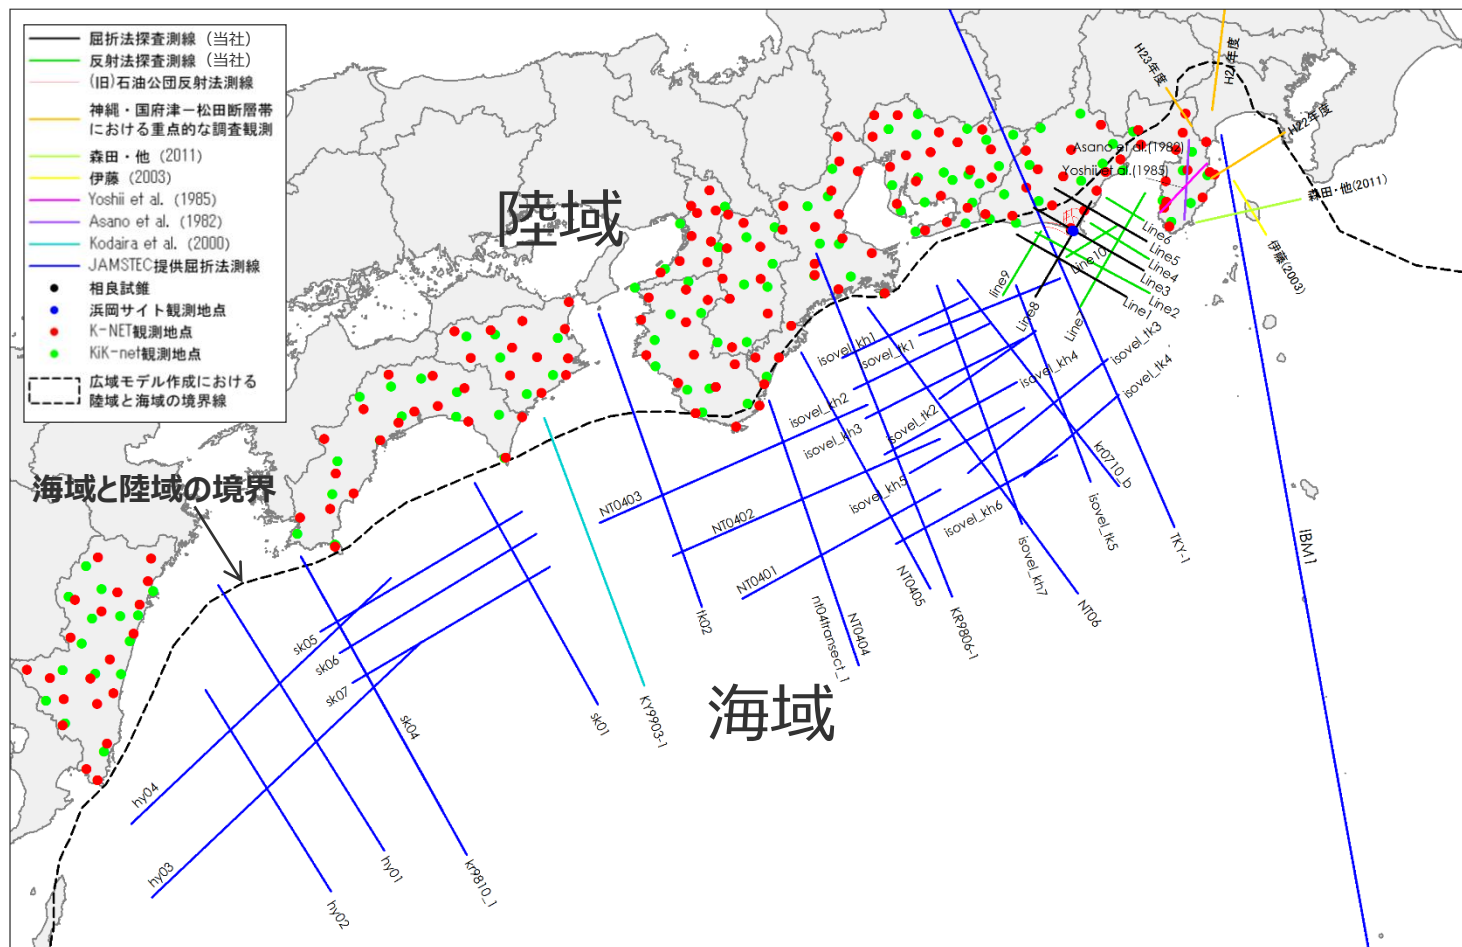 屈折法探査測線（当社）
反射法探査測線（当社）
(旧)石油公団反射法測線
神縄・国府津－松田断層帯
における重点的な調査観測
森田・他 (2011)
伊藤 (2003)
Yoshii et al. (1985)
Asano et al. (1982)
Kodaira et al. (2000)
JAMSTEC提供屈折法測線
相良試錐
浜岡サイト観測地点
K-NET観測地点
KiK-net観測地点
広域モデル作成における
陸域と海域の境界線
陸域
海域
海域と陸域の境界
H23年度
H21年度
H22年度
Asano et al.(1982)
Yoshii et al.(1985)
森田・他(2011)
伊藤(2003)
Line6
Line5
Line4
Line3
Line2
Line1
Line10
line9
Line8
Line7
isovel_kh1
isovel_fk1
isovel_fk3
isovel_kh4
isovel_fk4
isovel_kh2
isovel_fk2
isovel_kh3
kr0710_b
isovel_kh5
isovel_kh6
isovel_fk5
isovel_kh7
TKY-1
IBM1
NT0403
NT0402
NT0401
NT0405
NT06
KR9806-1
NT0404
nt04transect_1
fk02
KY9903-1
sk01
sk05
sk06
sk07
sk04
kr9810_1
hy04
hy03
hy01
hy02